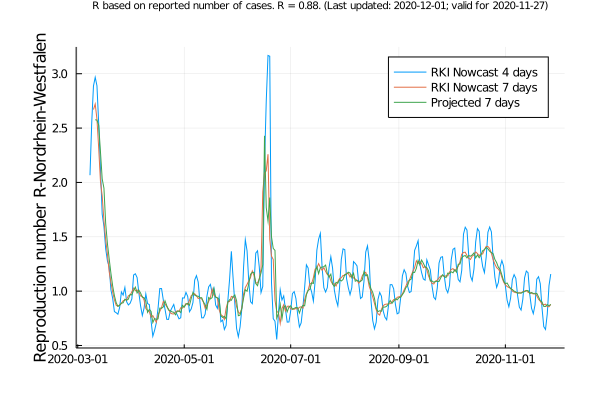 R based on reported number of cases. R = 0.88. (Last updated: 2020-12-01; valid for 2020-11-27)
Reproduction number R-Nordrhein-Westfalen
3.0
2.5
2.0
1.5
1.0
0.5
RKI Nowcast 4 days
RKI Nowcast 7 days
Projected 7 days
2020-03-01 2020-05-01 2020-07-01 2020-09-01 2020-11-01